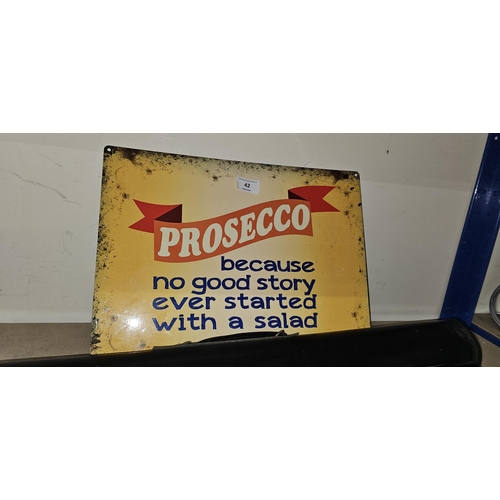 42
PROSECCO
because
no good story
ever started
with a salad